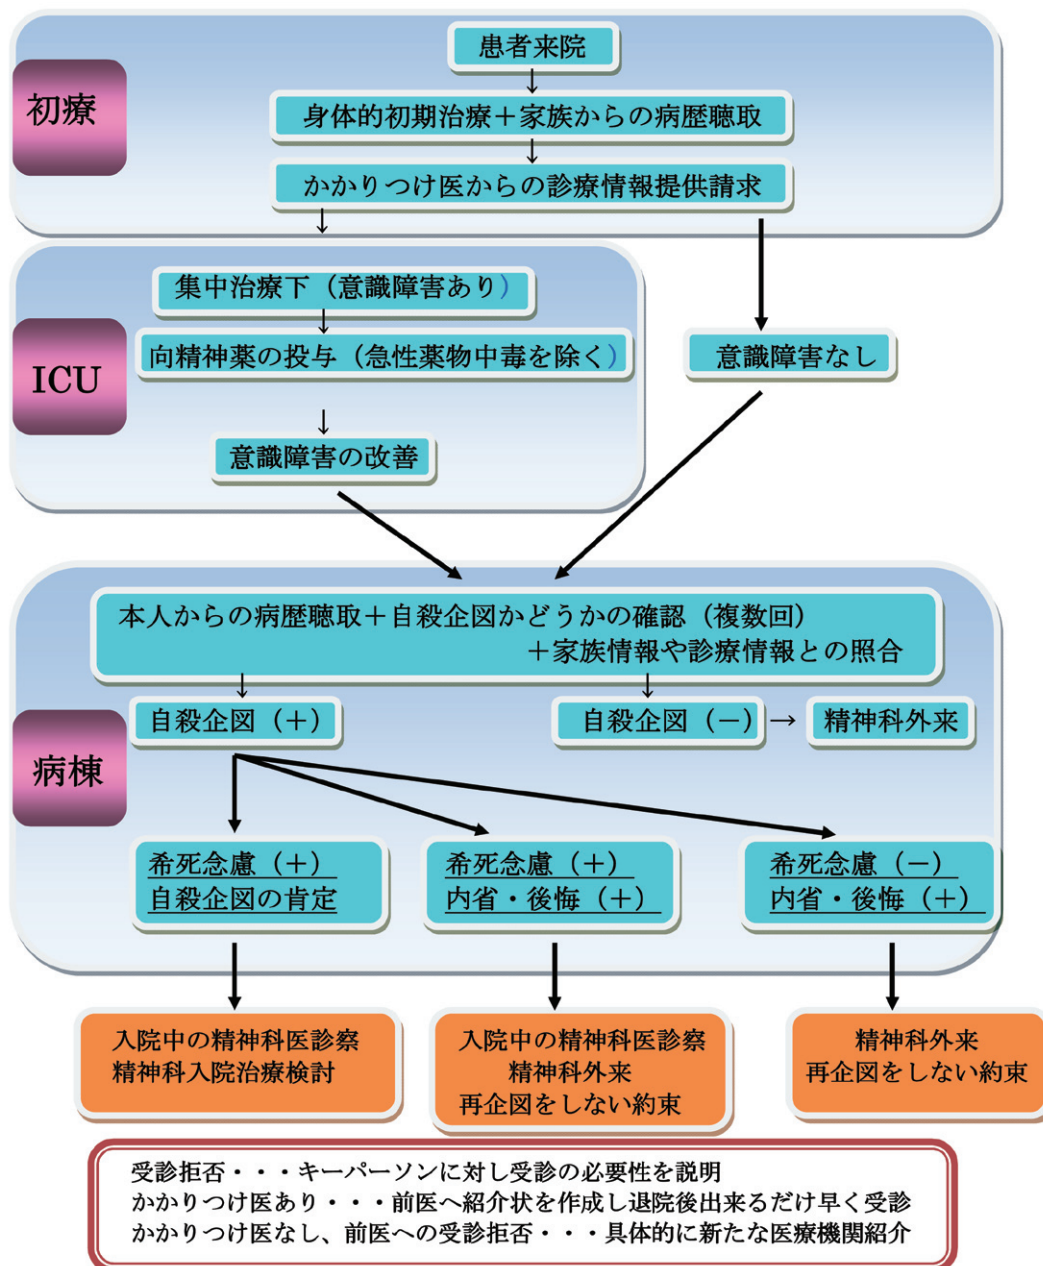 初療
患者来院
↓
身体的初期治療＋家族からの病歴聴取
↓
かかりつけ医からの診療情報提供請求
↓
ICU
集中治療下（意識障害あり）
↓
向精神薬の投与（急性薬物中毒を除く）
↓
意識障害の改善
意識障害なし
病棟
本人からの病歴聴取＋自殺企図かどうかの確認（複数回）
＋家族情報や診療情報との照合
↓ ↓
自殺企図（＋）
自殺企図（－）→ 精神科外来
希死念慮（＋）
自殺企図の肯定
希死念慮（＋）
内省・後悔（＋）
希死念慮（－）
内省・後悔（＋）
入院中の精神科医診察
精神科入院治療検討
入院中の精神科医診察
精神科外来
再企図をしない約束
精神科外来
再企図をしない約束
受診拒否・・・キーパーソンに対し受診の必要性を説明
かかりつけ医あり・・・前医へ紹介状を作成し退院後出来るだけ早く受診
かかりつけ医なし、前医への受診拒否・・・具体的に新たな医療機関紹介